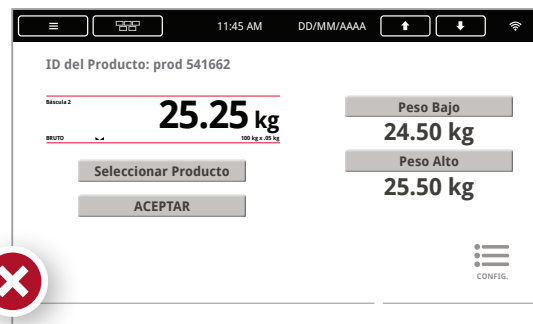 11:45 AM DD/MM/AAAA
ID del Producto: prod 541662
Báscula 2
25.25 kg
BRUTO 100 kg x .05 kg
Seleccionar Producto
ACEPTAR
Peso Bajo
24.50 kg
Peso Alto
25.50 kg
CONFIG.